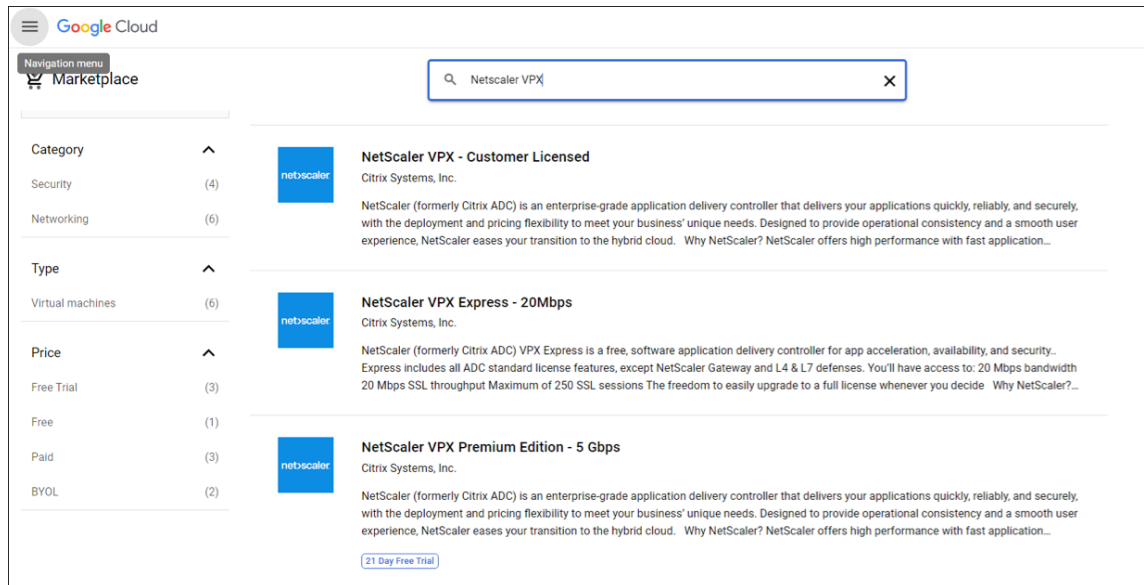 Google Cloud
Navigation menu
Marketplace
Netscaler VPX
Category
Security (4)
Networking (6)
Type
Virtual machines (6)
Price
Free Trial (3)
Free (1)
Paid (3)
BYOL (2)
netscaler
NetScaler VPX - Customer Licensed
Citrix Systems, Inc.
NetScaler (formerly Citrix ADC) is an enterprise-grade application delivery controller that delivers your applications quickly, reliably, and securely,
with the deployment and pricing flexibility to meet your business' unique needs. Designed to provide operational consistency and a smooth user
experience, NetScaler eases your transition to the hybrid cloud. Why NetScaler? NetScaler offers high performance with fast application...
netscaler
NetScaler VPX Express - 20Mbps
Citrix Systems, Inc.
NetScaler (formerly Citrix ADC) VPX Express is a free, software application delivery controller for app acceleration, availability, and security..
Express includes all ADC standard license features, except NetScaler Gateway and L4 & L7 defenses. You'll have access to: 20 Mbps bandwidth
20 Mbps SSL throughput Maximum of 250 SSL sessions The freedom to easily upgrade to a full license whenever you decide Why NetScaler?...
netscaler
NetScaler VPX Premium Edition - 5 Gbps
Citrix Systems, Inc.
NetScaler (formerly Citrix ADC) is an enterprise-grade application delivery controller that delivers your applications quickly, reliably, and securely,
with the deployment and pricing flexibility to meet your business' unique needs. Designed to provide operational consistency and a smooth user
experience, NetScaler eases your transition to the hybrid cloud. Why NetScaler? NetScaler offers high performance with fast application...
21 Day Free Trial